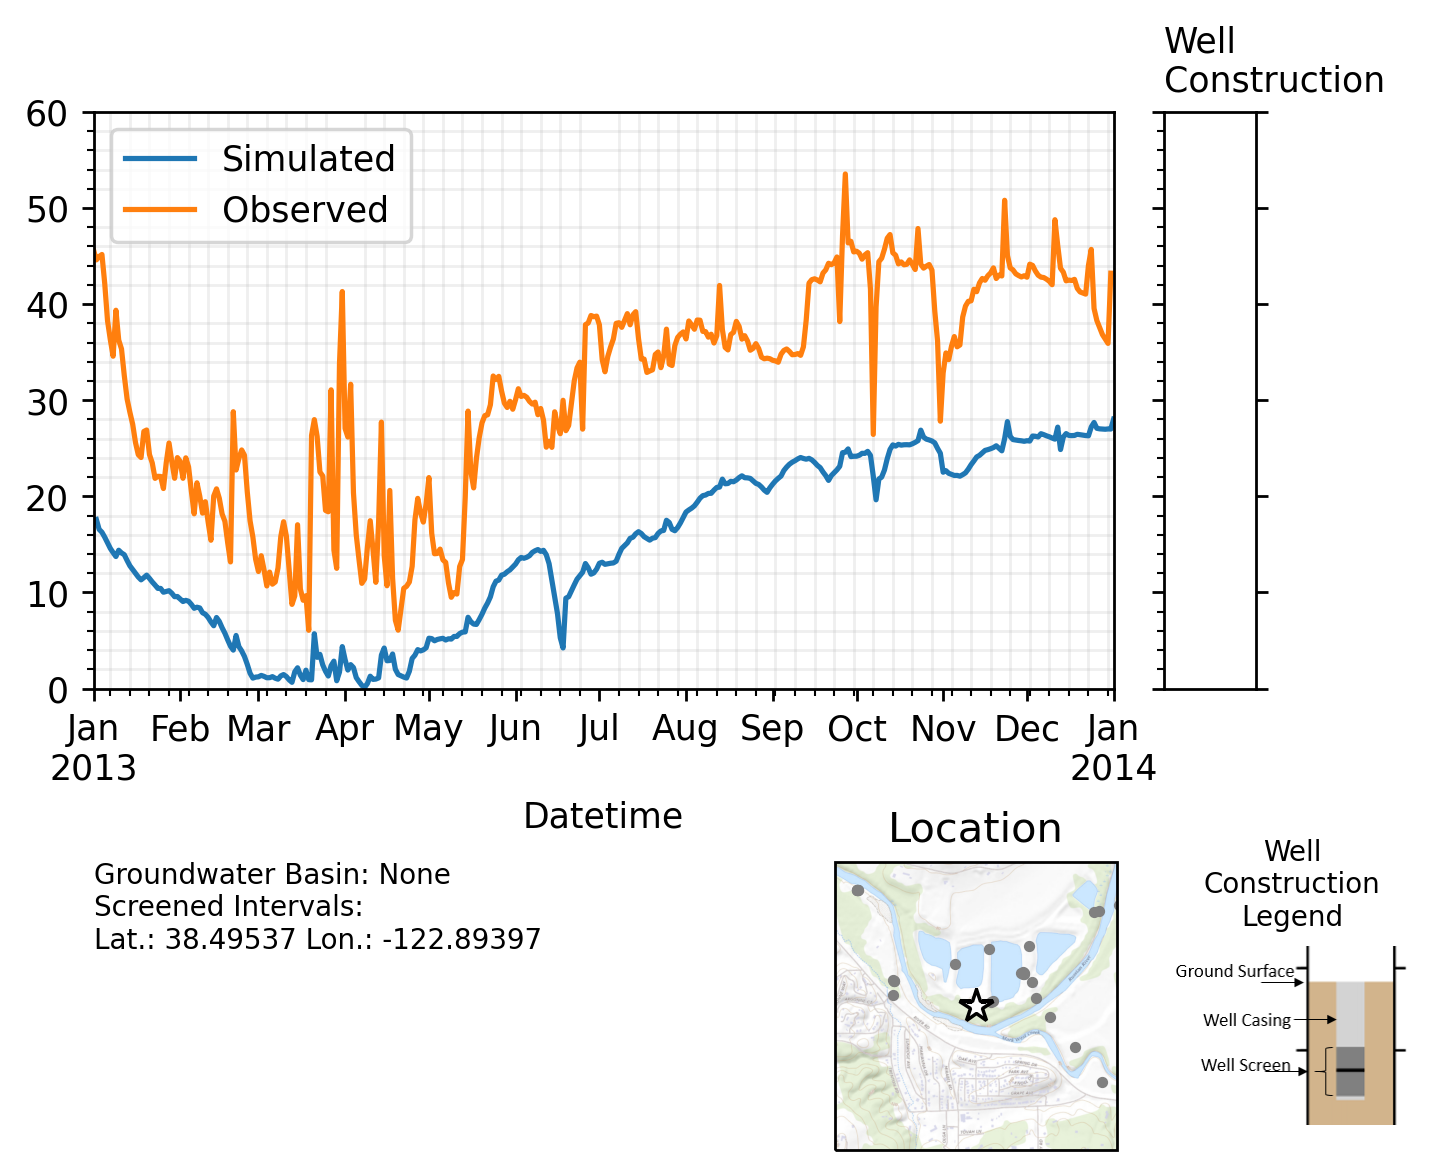 Well
Construction
60
50
40
30
20
10
0
Simulated
Observed
Jan Feb Mar Apr May Jun Jul Aug Sep Oct Nov Dec Jan
2013 2014
Datetime
Groundwater Basin: None
Screened Intervals:
Lat.: 38.49537 Lon.: -122.89397
Location
Well
Construction
Legend
Ground Surface
Well Casing
Well Screen